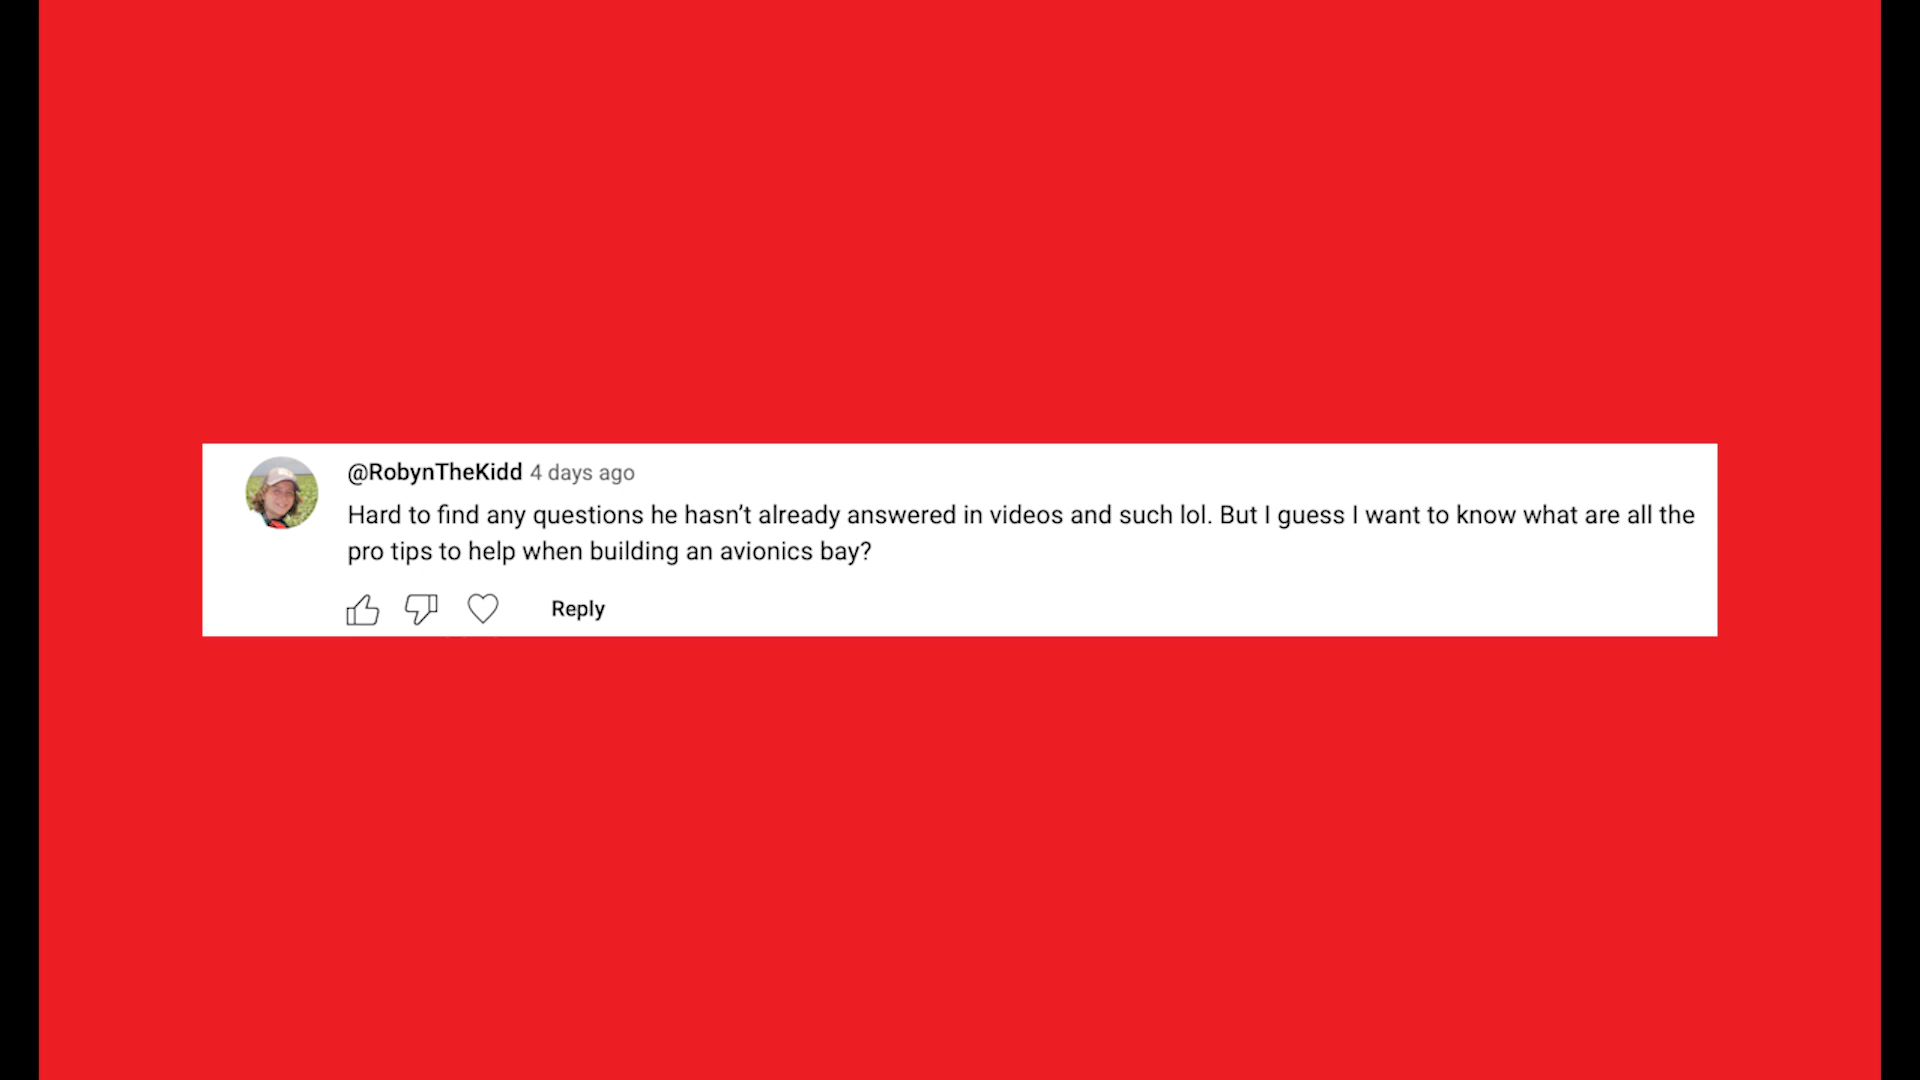 @RobynTheKidd 4 days ago
Hard to find any questions he hasn’t already answered in videos and such lol. But I guess I want to know what are all the
pro tips to help when building an avionics bay?
Reply